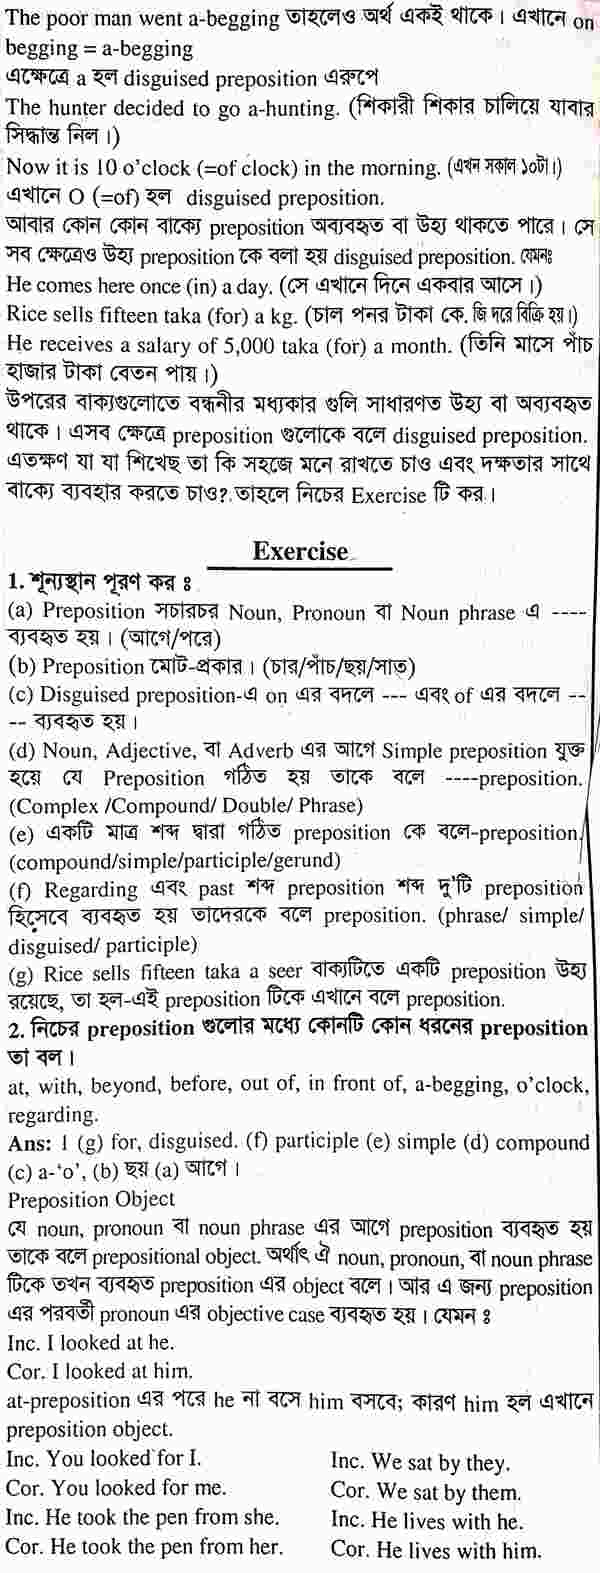 The poor man went a-begging তাহলেও অর্থ একই থাকে। এখানে on
begging = a-begging
এক্ষেত্রে a হল disguised preposition এরুপে
The hunter decided to go a-hunting. (শিকারী শিকার চালিয়ে যাবার
সিদ্ধান্ত নিল।)
Now it is 10 o’clock (=of clock) in the morning. (এখন সকাল ১০টা।)
এখানে O (=of) হল disguised preposition.
আবার কোন কোন বাক্যে preposition অব্যবহৃত বা উহ্য থাকতে পারে। সে
সব ক্ষেত্রেও উহ্য preposition কে বলা হয় disguised preposition. যেমনঃ
He comes here once (in) a day. (সে এখানে দিনে একবার আসে।)
Rice sells fifteen taka (for) a kg. (চাল পনর টাকা কে. জি দরে বিক্রি হয়।)
He receives a salary of 5,000 taka (for) a month. (তিনি মাসে পাঁচ
হাজার টাকা বেতন পায়।)
উপরের বাক্যগুলোতে বন্ধনীর মধ্যকার গুলি সাধারণত উহ্য বা অব্যবহৃত
থাকে। এসব ক্ষেত্রে preposition গুলোকে বলে disguised preposition.
এতক্ষণ যা যা শিখেছ তা কি সহজে মনে রাখতে চাও এবং দক্ষতার সাথে
বাক্যে ব্যবহার করতে চাও? তাহলে নিচের Exercise টি কর।
Exercise
1. শূন্যস্থান পূরণ কর ঃ
(a) Preposition সচারচর Noun, Pronoun বা Noun phrase এ ----
ব্যবহৃত হয়। (আগে/পরে)
(b) Preposition মোট-প্রকার। (চার/পাঁচ/ছয়/সাত)
(c) Disguised preposition-এ on এর বদলে --- এবং of এর বদলে --
-- ব্যবহৃত হয়।
(d) Noun, Adjective, বা Adverb এর আগে Simple preposition যুক্ত
হয়ে যে Preposition গঠিত হয় তাকে বলে ----preposition.
(Complex /Compound/ Double/ Phrase)
(e) একটি মাত্র শব্দ দ্বারা গঠিত preposition কে বলে-preposition.
(compound/simple/participle/gerund)
(f) Regarding এবং past শব্দ preposition শব্দ দু'টি preposition
হিসেবে ব্যবহৃত হয় তাদেরকে বলে preposition. (phrase/ simple/
disguised/ participle)
(g) Rice sells fifteen taka a seer বাক্যটিতে একটি preposition উহ্য
রয়েছে, তা হল-এই preposition টিকে এখানে বলে preposition.
2. নিচের preposition গুলোর মধ্যে কোনটি কোন ধরনের preposition
তা বল।
at, with, beyond, before, out of, in front of, a-begging, o’clock,
regarding.
Ans: 1 (g) for, disguised. (f) participle (e) simple (d) compound
(c) a-‘o’, (b) ছয় (a) আগে।
Preposition Object
যে noun, pronoun বা noun phrase এর আগে preposition ব্যবহৃত হয়
তাকে বলে prepositional object. অর্থাৎ ঐ noun, pronoun, বা noun phrase
টিকে তখন ব্যবহৃত preposition এর object বলে। আর এ জন্য preposition
এর পরবর্তী pronoun এর objective case ব্যবহৃত হয়। যেমন ঃ
Inc. I looked at he.
Cor. I looked at him.
at-preposition এর পরে he না বসে him বসবে; কারণ him হল এখানে
preposition object.
Inc. You looked for I.
Cor. You looked for me.
Inc. He took the pen from she.
Cor. He took the pen from her.
Inc. We sat by they.
Cor. We sat by them.
Inc. He lives with he.
Cor. He lives with him.